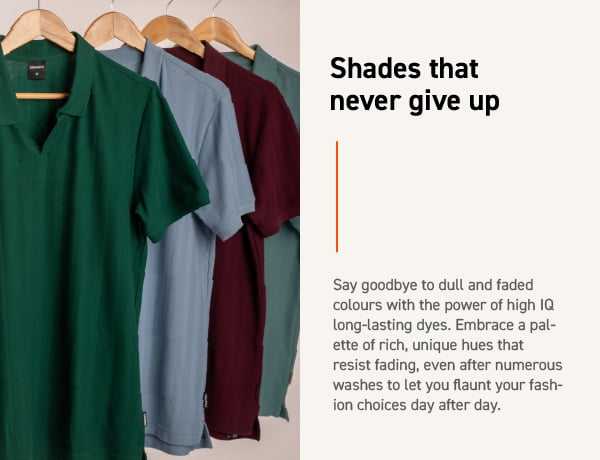 Shades that
never give up
Say goodbye to dull and faded
colours with the power of high IQ
long-lasting dyes. Embrace a pal-
ette of rich, unique hues that
resist fading, even after numerous
washes to let you flaunt your fash-
ion choices day after day.